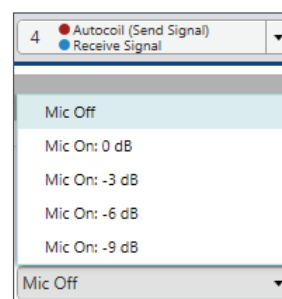 4 Autocoil (Send Signal)
Receive Signal
Mic Off
Mic On: 0 dB
Mic On: -3 dB
Mic On: -6 dB
Mic On: -9 dB
Mic Off